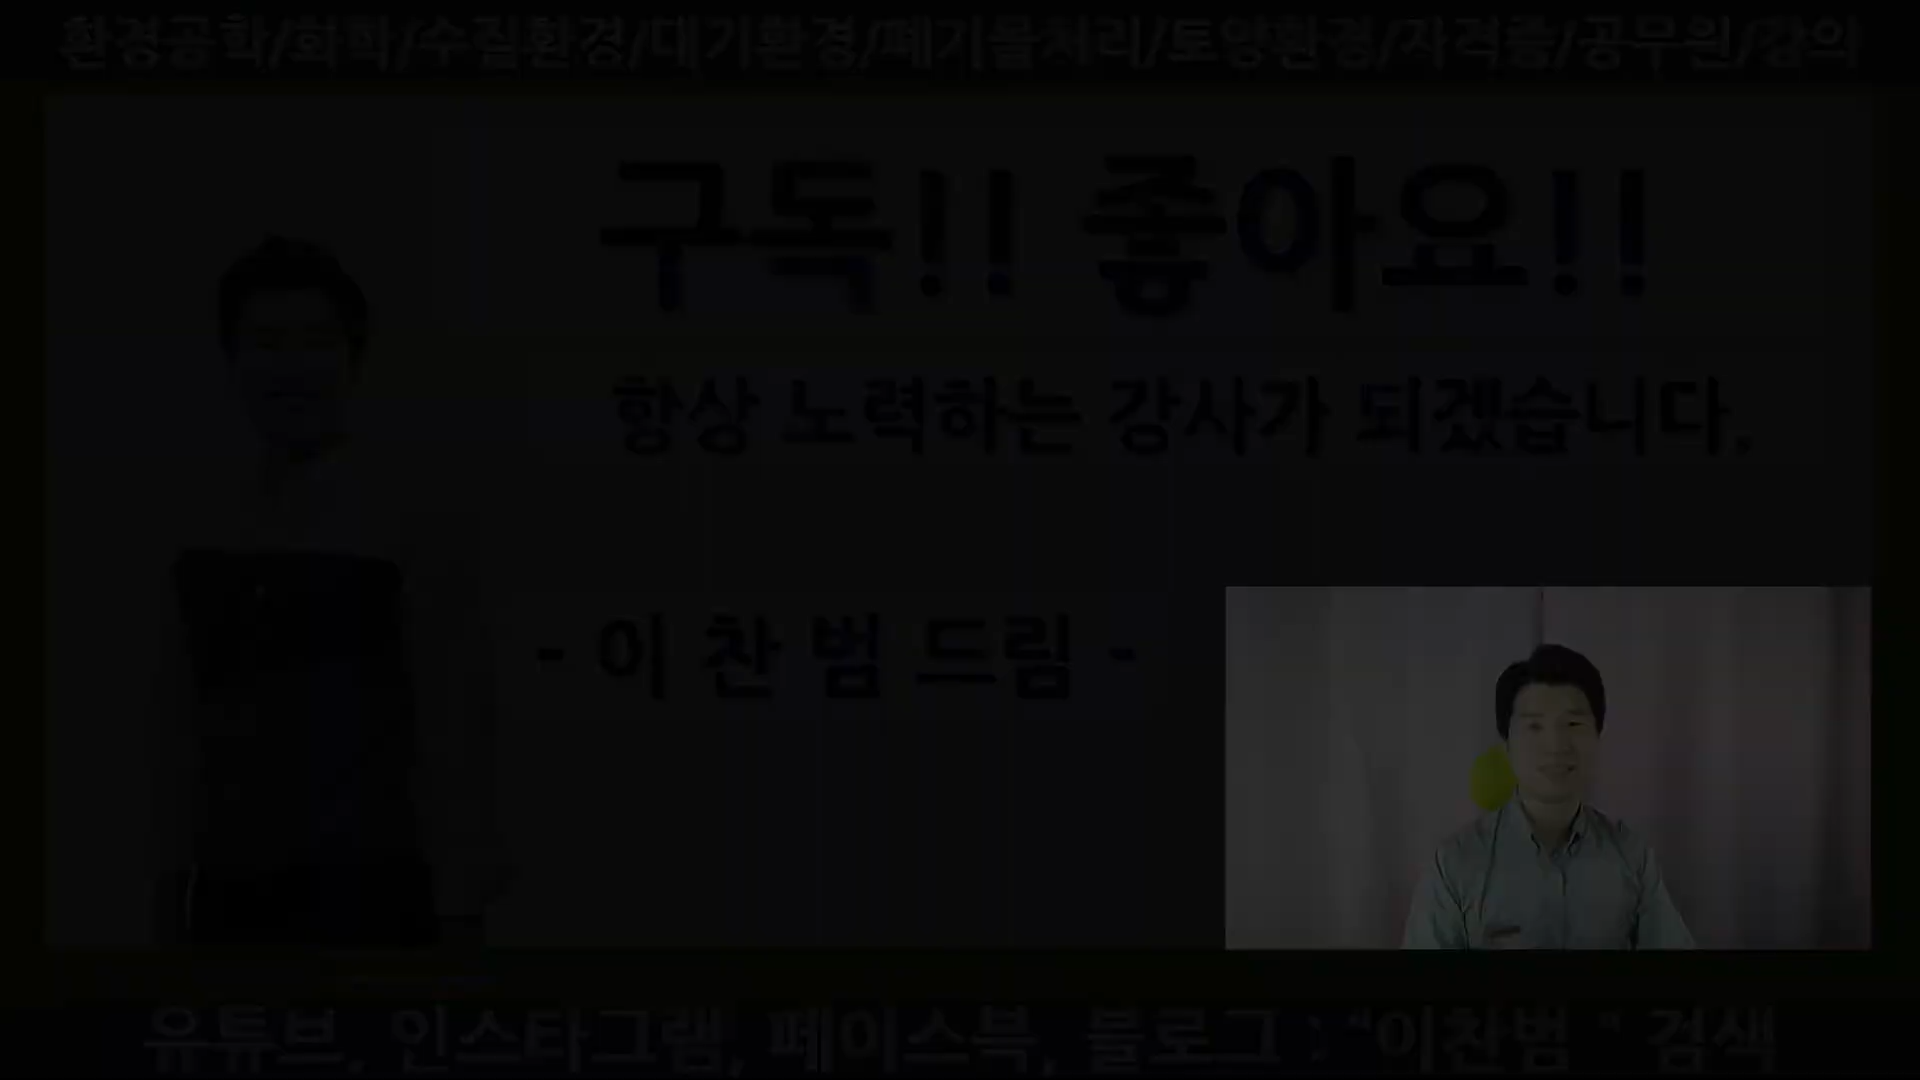 환경공학/화학/수질환경/대기환경/폐기물처리/토양환경/자격증/공무원/강의
구독!! 좋아요!!
항상 노력하는 강사가 되겠습니다.
- 이 찬 범 드림 -
유튜브, 인스타그램, 페이스북, 블로그 : "이찬범 " 검색